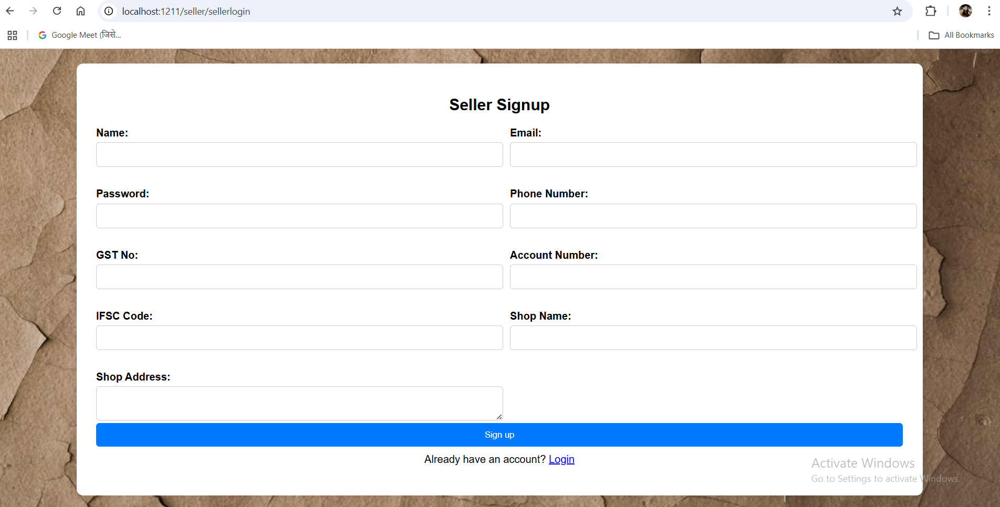 localhost:1211/seller/sellerlogin
Google Meet (जिसे...
All Bookmarks
Seller Signup
Name:
Email:
Password:
Phone Number:
GST No:
Account Number:
IFSC Code:
Shop Name:
Shop Address:
Sign up
Already have an account? Login
Activate Windows
Go to Settings to activate Windows.